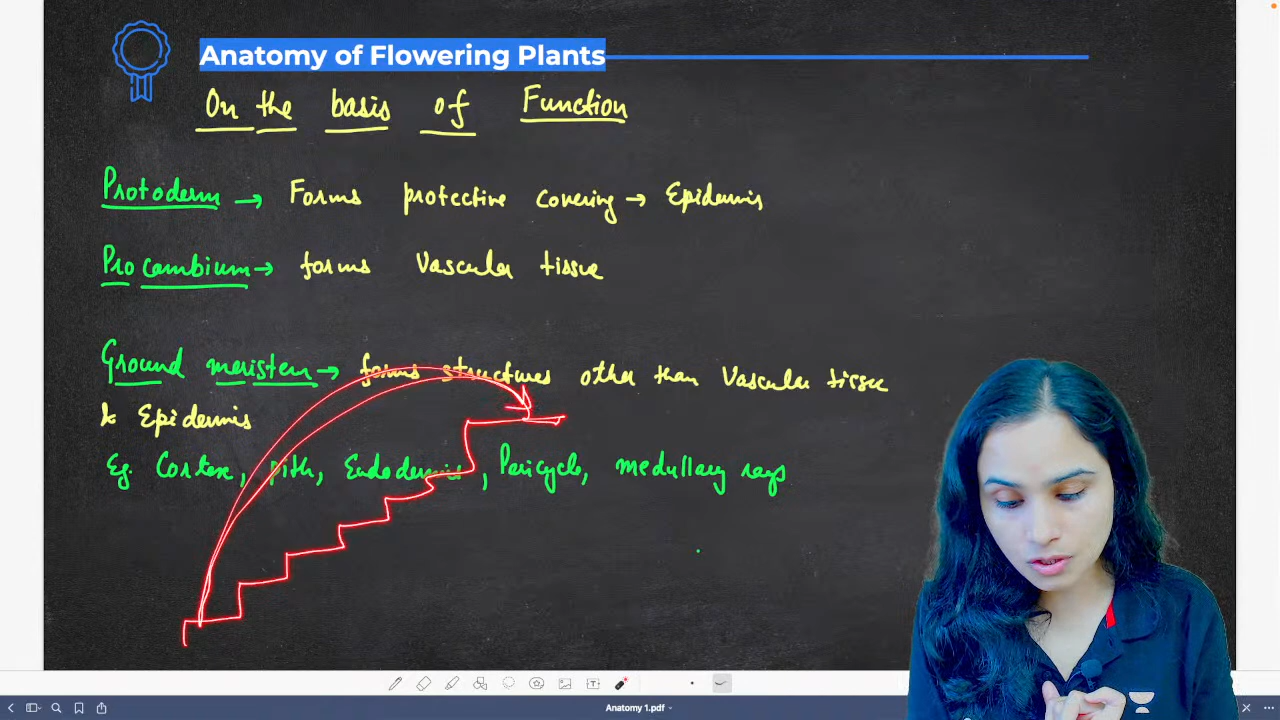 Anatomy of Flowering Plants
On the basis of Function
Protoderm → Forms protective covering → Epidermis
Procambium → forms Vascular tissue
Ground meristem → forms structures other than Vascular tissue
& Epidermis
Eg. Cortex, pith, Endodermis, Pericycle, medullary rays
Anatomy 1.pdf